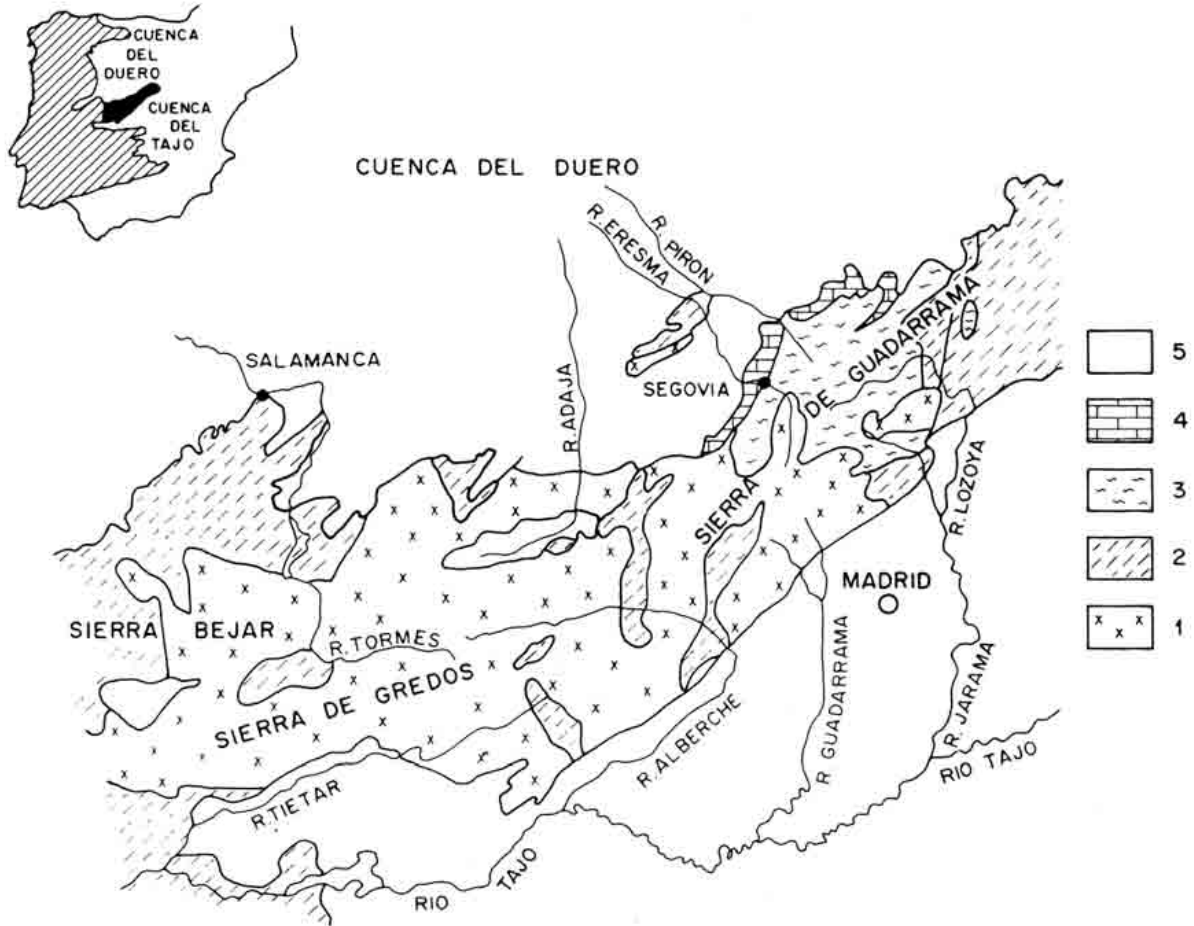 CUENCA
DEL
DUERO
CUENCA
DEL
TAJO
CUENCA DEL DUERO
R. PIRON
R. ERESMA
R. ADAJA
SALAMANCA
SEGOVIA
SIERRA DE GUADARRAMA
R. LOZOYA
MADRID
SIERRA BEJAR
R. TORMES
SIERRA DE GREDOS
R. ALBERCHE
R GUADARRAMA
R. JARAMA
RIO TAJO
R. TIETAR
RIO TAJO
5
4
3
2
1